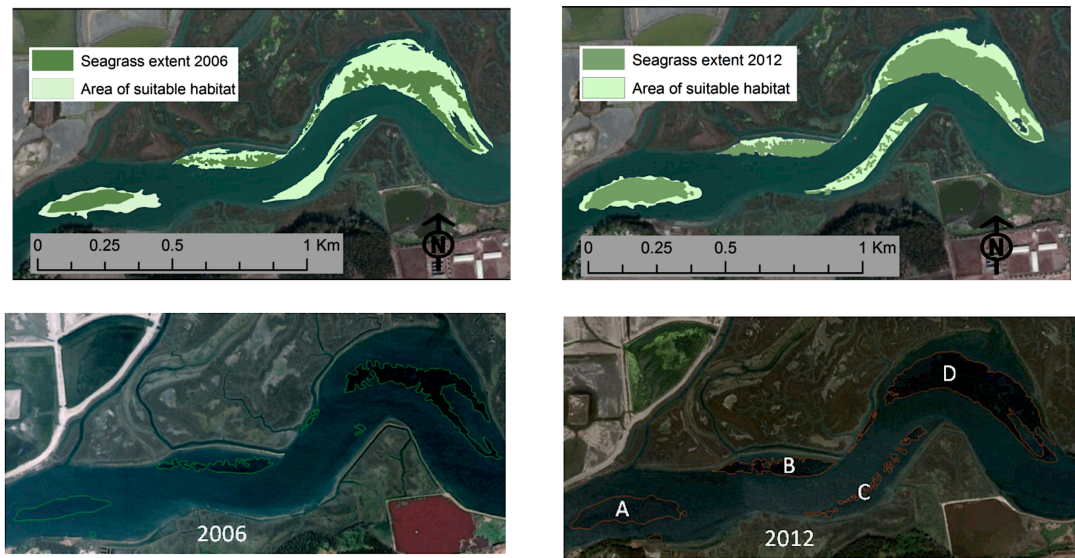 Seagrass extent 2006
Area of suitable habitat
0 0.25 0.5 1 Km
N
Seagrass extent 2012
Area of suitable habitat
0 0.25 0.5 1 Km
N
2006
A
B
C
D
2012